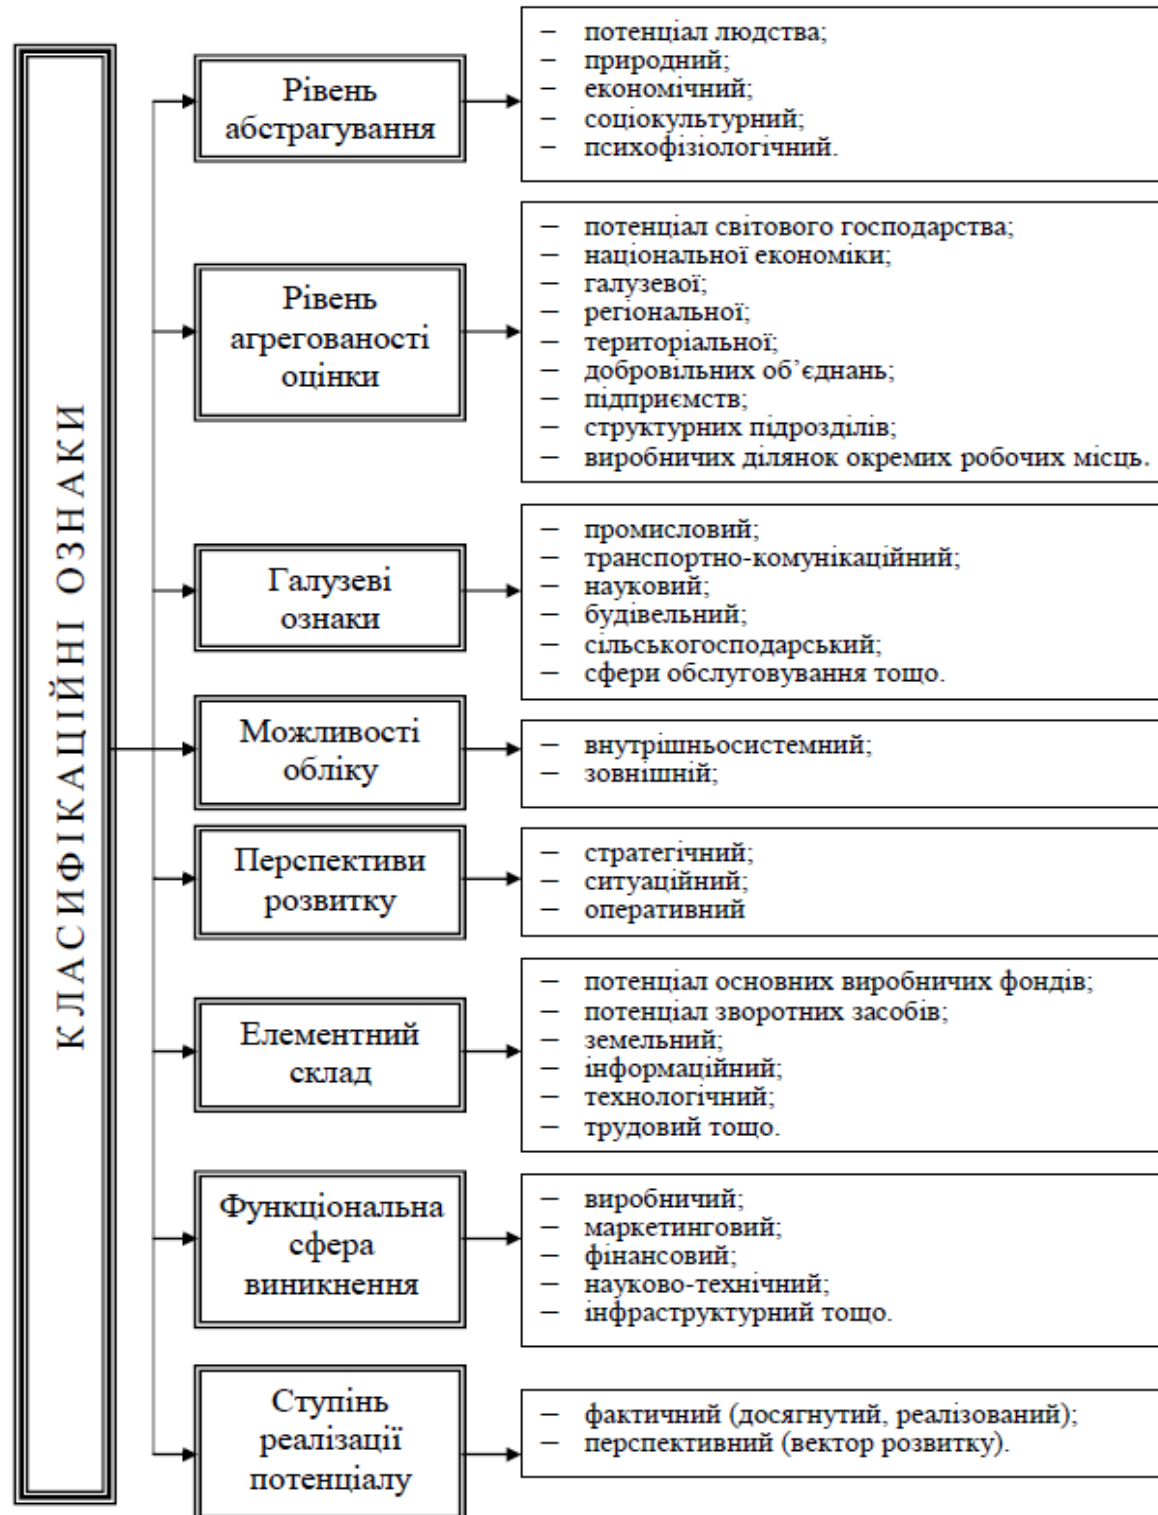 КЛАСИФІКАЦІЙНІ ОЗНАКИ
Рівень
абстрагування
– потенціал людства;
– природний;
– економічний;
– соціокультурний;
– психофізіологічний.
Рівень
агрегованості
оцінки
– потенціал світового господарства;
– національної економіки;
– галузевої;
– регіональної;
– територіальної;
– добровільних об’єднань;
– підприємств;
– структурних підрозділів;
– виробничих ділянок окремих робочих місць.
Галузеві
ознаки
– промисловий;
– транспортно-комунікаційний;
– науковий;
– будівельний;
– сільськогосподарський;
– сфери обслуговування тощо.
Можливості
обліку
– внутрішньосистемний;
– зовнішній;
Перспективи
розвитку
– стратегічний;
– ситуаційний;
– оперативний
Елементний
склад
– потенціал основних виробничих фондів;
– потенціал зворотних засобів;
– земельний;
– інформаційний;
– технологічний;
– трудовий тощо.
Функціональна
сфера
виникнення
– виробничий;
– маркетинговий;
– фінансовий;
– науково-технічний;
– інфраструктурний тощо.
Ступінь
реалізації
потенціалу
– фактичний (досягнутий, реалізований);
– перспективний (вектор розвитку).